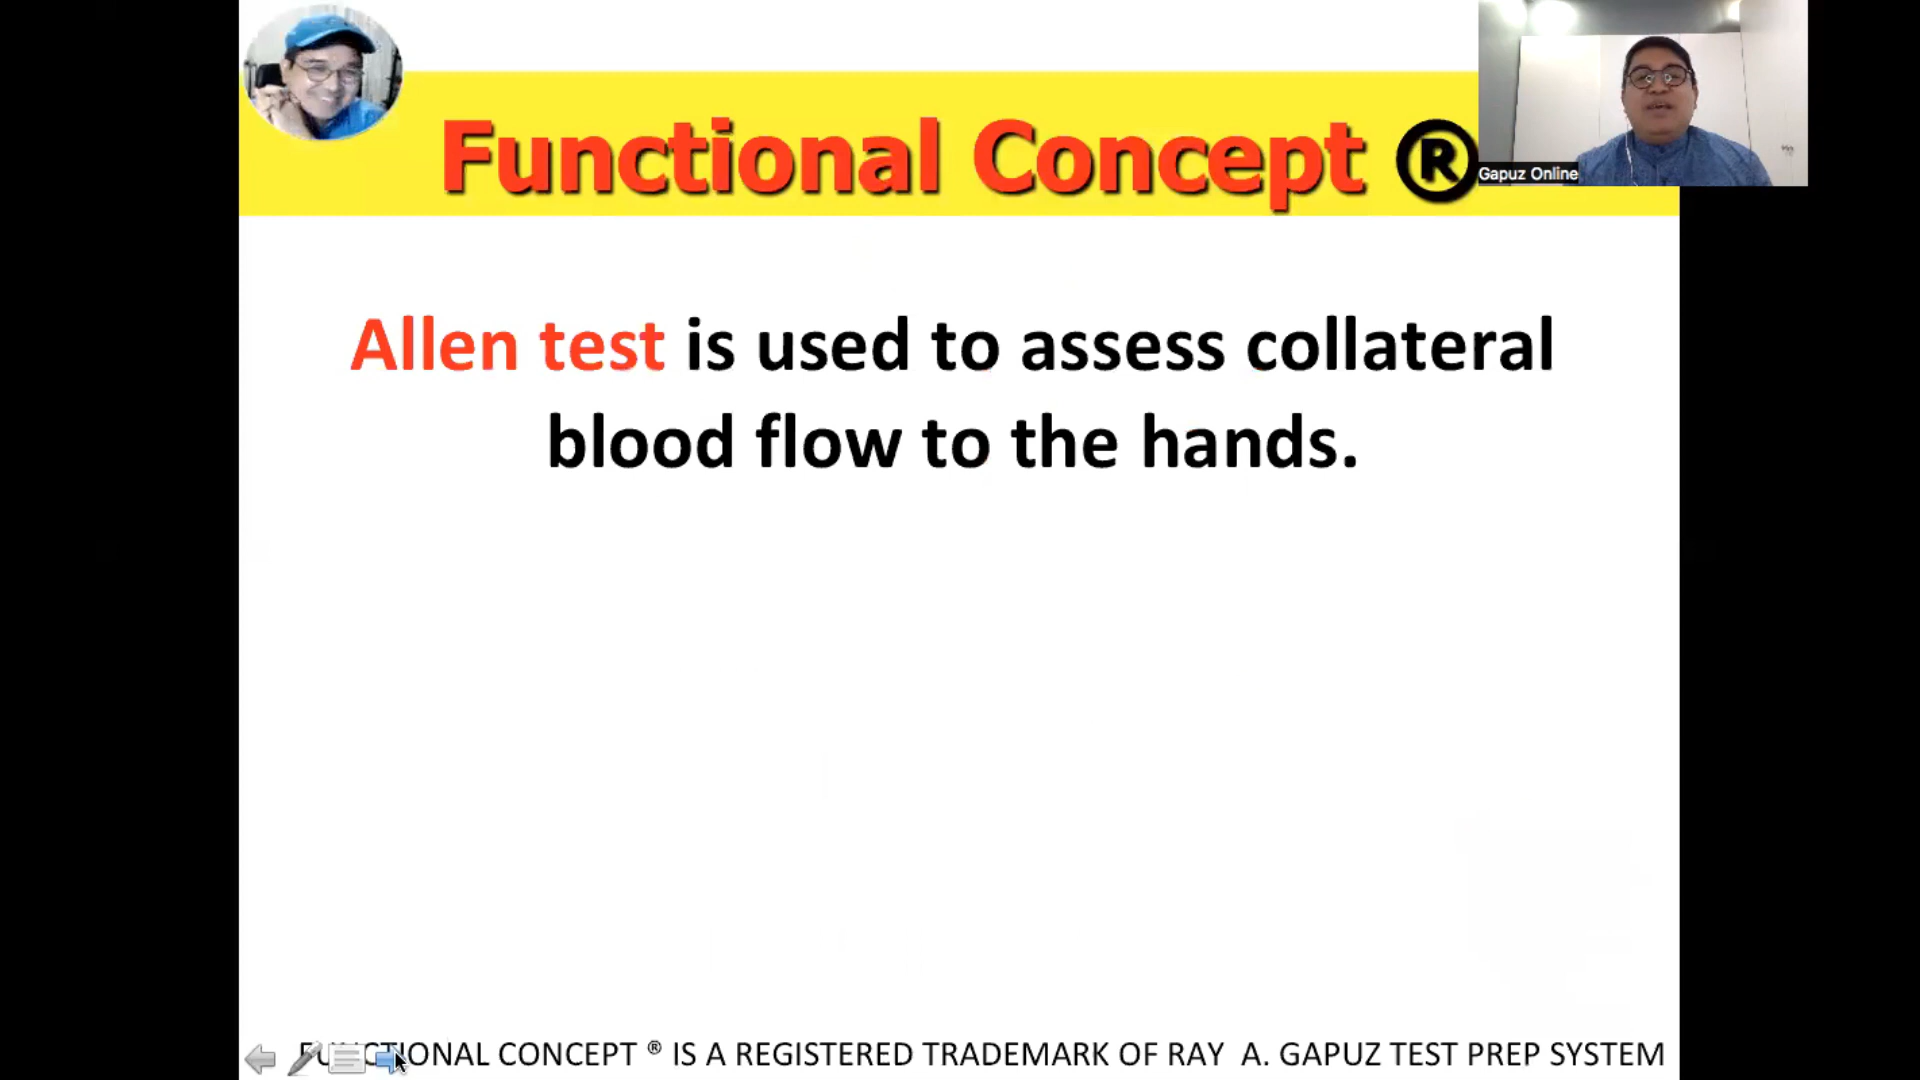 Functional Concept ®
Gapuz Online
Allen test is used to assess collateral
blood flow to the hands.
FUNCTIONAL CONCEPT ® IS A REGISTERED TRADEMARK OF RAY A. GAPUZ TEST PREP SYSTEM